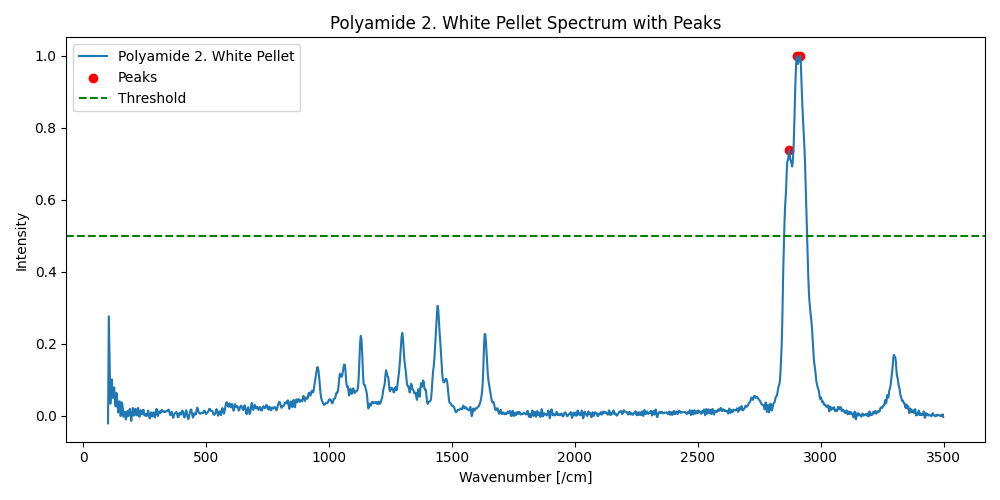 Polyamide 2. White Pellet Spectrum with Peaks
Polyamide 2. White Pellet
Peaks
Threshold
Intensity
1.0
0.8
0.6
0.4
0.2
0.0
0 500 1000 1500 2000 2500 3000 3500
Wavenumber [/cm]